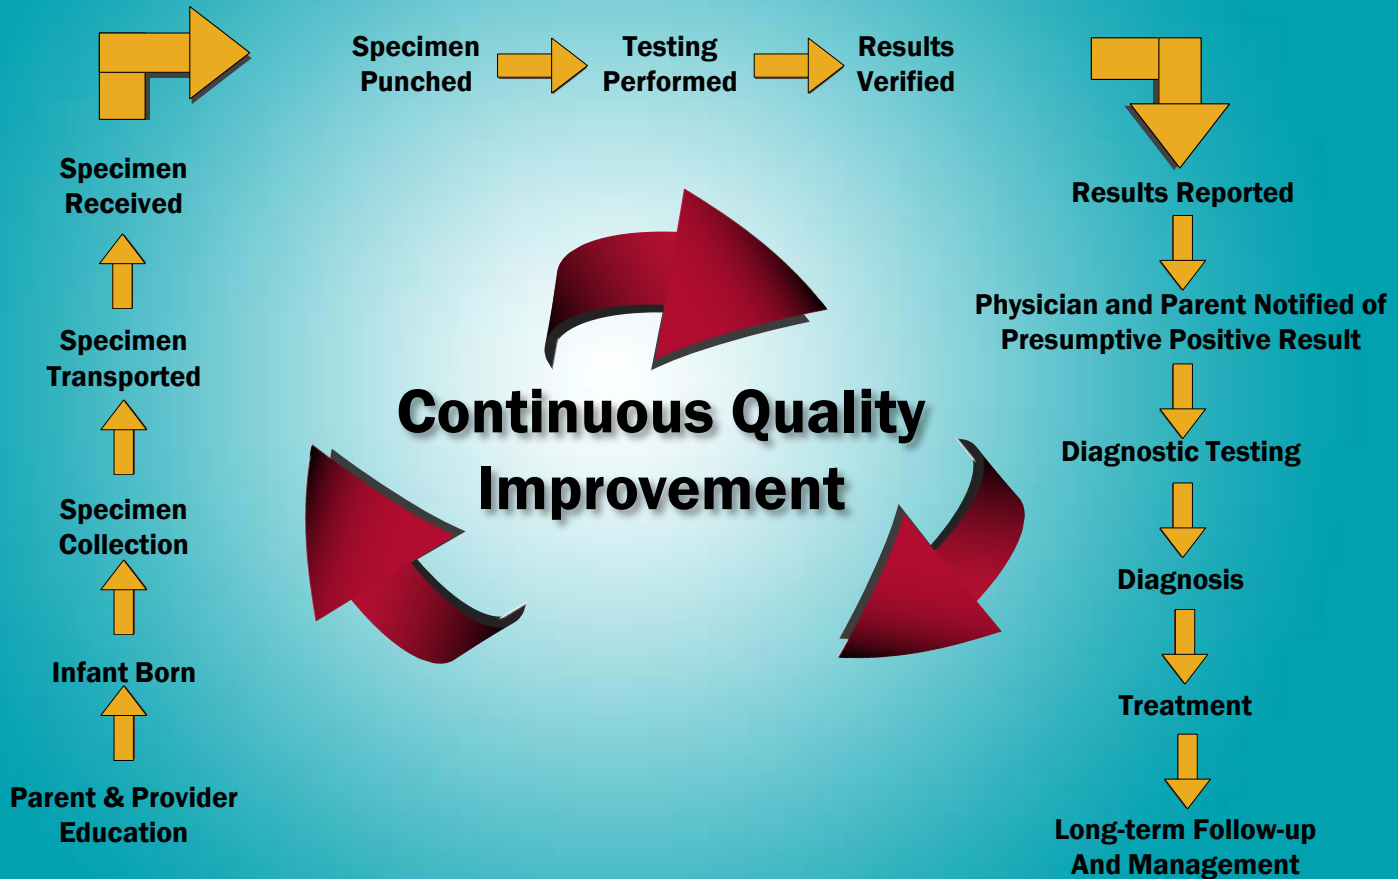 Specimen
Punched
Testing
Performed
Results
Verified
Specimen
Received
Specimen
Transported
Specimen
Collection
Infant Born
Parent & Provider
Education
Continuous Quality
Improvement
Results Reported
Physician and Parent Notified of
Presumptive Positive Result
Diagnostic Testing
Diagnosis
Treatment
Long-term Follow-up
And Management